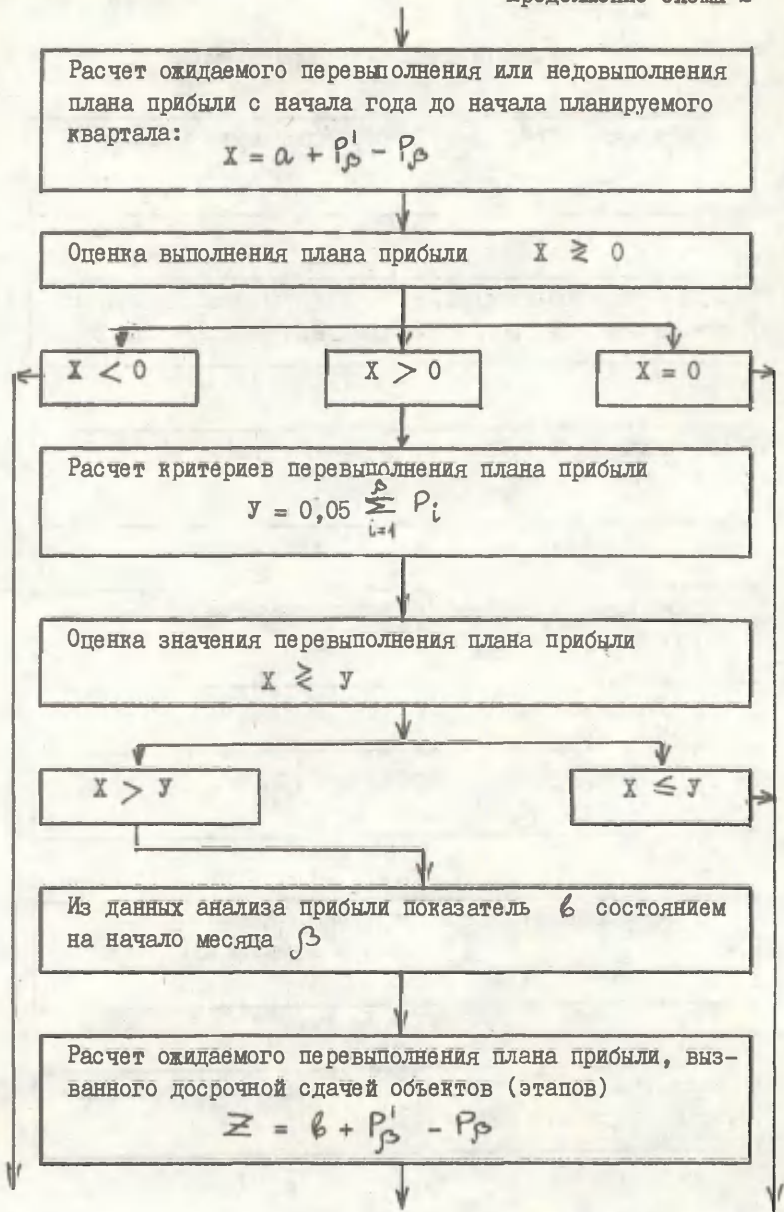 Расчет ожидаемого перевыполнения или недовыполнения
плана прибыли с начала года до начала планируемого
квартала:
X = a + P'β − Pβ
Оценка выполнения плана прибыли X ≷ 0
X < 0
X > 0
X = 0
Расчет критериев перевыполнения плана прибыли
У = 0,05 β∑i=1 Pi
Оценка значения перевыполнения плана прибыли
X ≷ У
X > У
X ≤ У
Из данных анализа прибыли показатель в состоянием
на начало месяца β
Расчет ожидаемого перевыполнения плана прибыли, выз-
ванного досрочной сдачей объектов (этапов)
Z = в + P'β − Pβ